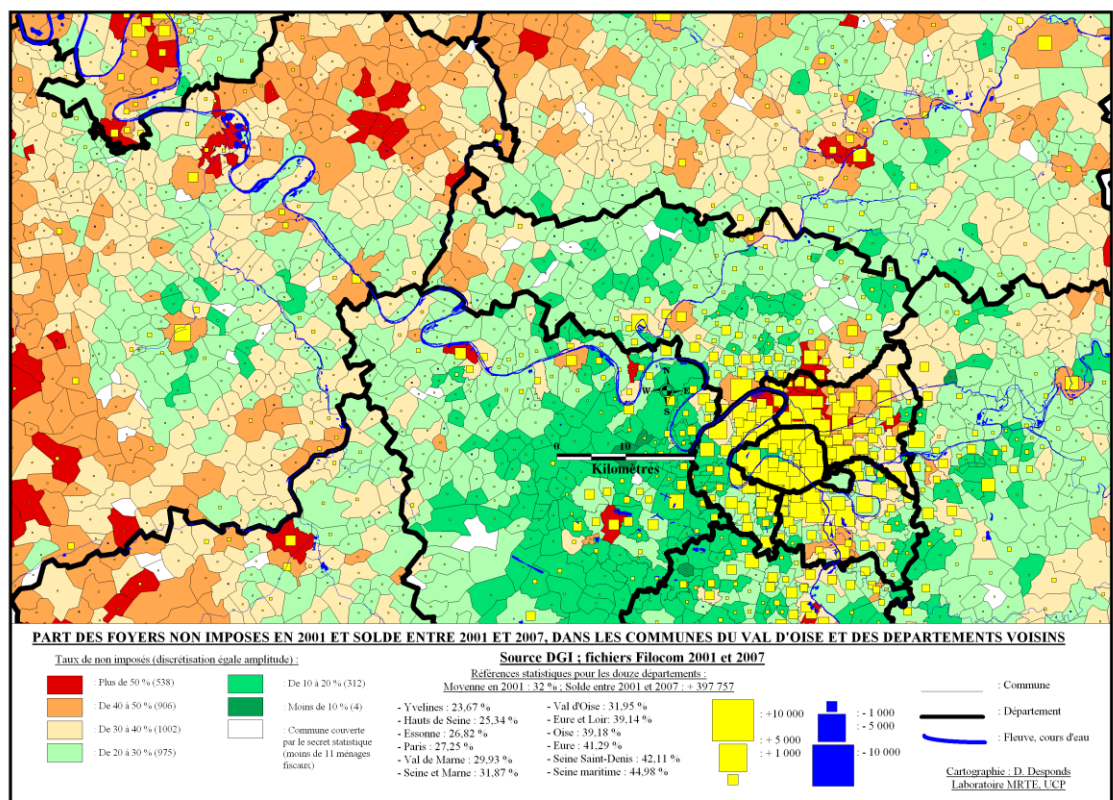 N
W E
S
0 10
Kilomètres
PART DES FOYERS NON IMPOSES EN 2001 ET SOLDE ENTRE 2001 ET 2007, DANS LES COMMUNES DU VAL D'OISE ET DES DEPARTEMENTS VOISINS
Source DGI ; fichiers Filocom 2001 et 2007
Taux de non imposés (discrétisation égale amplitude) :
: Plus de 50 % (538)
: De 40 à 50 % (906)
: De 30 à 40 % (1002)
: De 20 à 30 % (975)
: De 10 à 20 % (312)
: Moins de 10 % (4)
: Commune couverte
par le secret statistique
(moins de 11 ménages
fiscaux)
Références statistiques pour les douze départements :
Moyenne en 2001 : 32 % ; Solde entre 2001 et 2007 : + 397 757
- Yvelines : 23,67 %
- Hauts de Seine : 25,34 %
- Essonne : 26,82 %
- Paris : 27,25 %
- Val de Marne : 29,93 %
- Seine et Marne : 31,87 %
- Val d'Oise : 31,95 %
- Eure et Loir : 39,14 %
- Oise : 39,18 %
- Eure : 41,29 %
- Seine Saint-Denis : 42,11 %
- Seine maritime : 44,98 %
: +10 000
: + 5 000
: + 1 000
: - 1 000
: - 5 000
: -10 000
: Commune
: Département
: Fleuve, cours d'eau
Cartographie : D. Desponds
Laboratoire MRTE, UCP